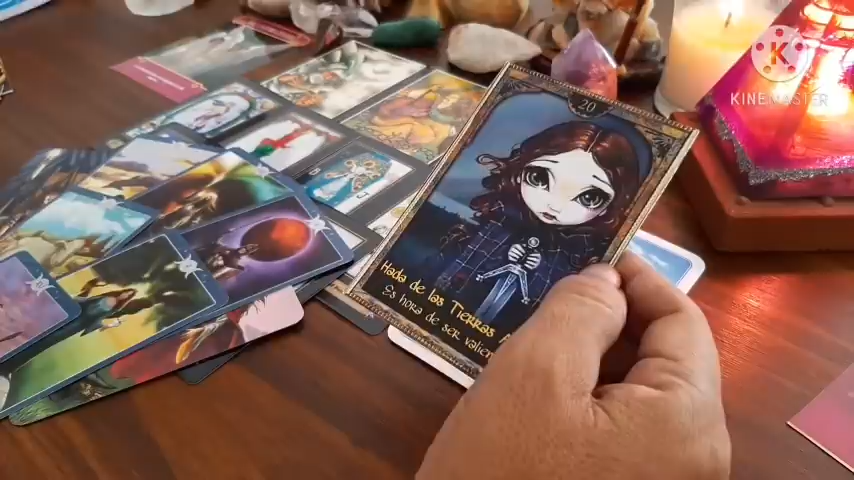 K
KINEMASTER
20
Hada de las Tierras
Es hora de ser valien